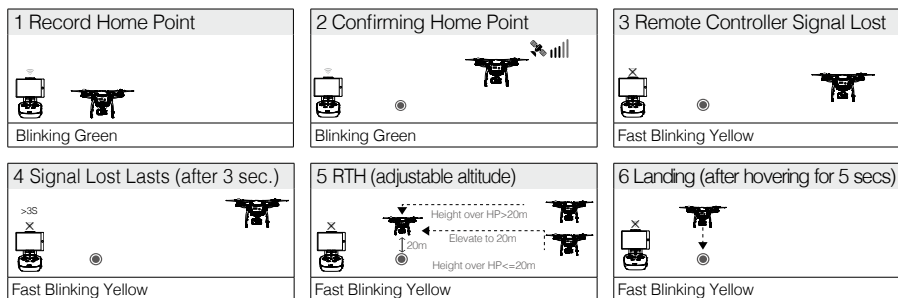 1 Record Home Point
Blinking Green
2 Confirming Home Point
Blinking Green
3 Remote Controller Signal Lost
×
Fast Blinking Yellow
4 Signal Lost Lasts (after 3 sec.)
>3S
×
Fast Blinking Yellow
5 RTH (adjustable altitude)
×
Height over HP>20m
Elevate to 20m
20m
Height over HP<=20m
Fast Blinking Yellow
6 Landing (after hovering for 5 secs)
×
Fast Blinking Yellow